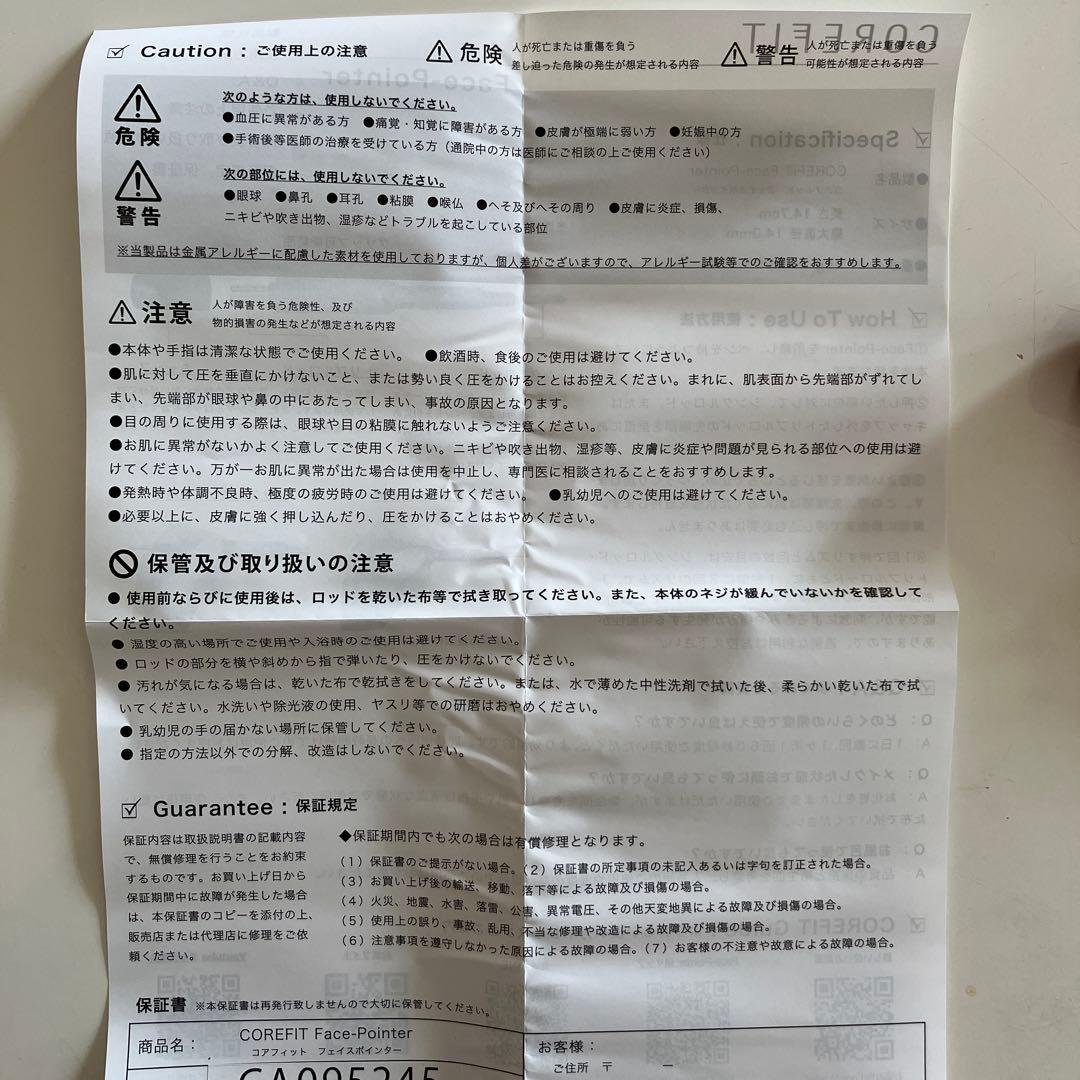 Caution : ご使用上の注意
危険 人が死亡または重傷を負う
差し迫った危険の発生が想定される内容
警告 人が死亡または重傷を負う
可能性が想定される内容
COREFIT
危険
次のような方は、使用しないでください。
●血圧に異常がある方 ●痛覚・知覚に障害がある方 ●皮膚が極端に弱い方 ●妊娠中の方
●手術後等医師の治療を受けている方（通院中の方は医師にご相談の上ご使用ください）
警告
次の部位には、使用しないでください。
●眼球 ●鼻孔 ●耳孔 ●粘膜 ●喉仏 ●へそ及びへその周り ●皮膚に炎症、損傷、
ニキビや吹き出物、湿疹などトラブルを起こしている部位
※当製品は金属アレルギーに配慮した素材を使用しておりますが、個人差がございますので、アレルギー試験等でのご確認をおすすめします。
注意 人が障害を負う危険性、及び
物的損害の発生などが想定される内容
●本体や手指は清潔な状態でご使用ください。 ●飲酒時、食後のご使用は避けてください。
●肌に対して圧を垂直にかけないこと、または勢い良く圧をかけることはお控えください。まれに、肌表面から先端部がずれてし
まい、先端部が眼球や鼻の中にあたってしまい、事故の原因となります。
●目の周りに使用する際は、眼球や目の粘膜に触れないようご注意ください。
●お肌に異常がないかよく注意してご使用ください。ニキビや吹き出物、湿疹等、皮膚に炎症や問題が見られる部位への使用は避
けてください。万が一お肌に異常が出た場合は使用を中止し、専門医に相談されることをおすすめします。
●発熱時や体調不良時、極度の疲労時のご使用は避けてください。 ●乳幼児へのご使用は避けてください。
●必要以上に、皮膚に強く押し込んだり、圧をかけることはおやめください。
保管及び取り扱いの注意
● 使用前ならびに使用後は、ロッドを乾いた布等で拭き取ってください。また、本体のネジが緩んでいないかを確認して
ください。
● 湿度の高い場所でご使用や入浴時のご使用は避けてください。
● ロッドの部分を横や斜めから指で弾いたり、圧をかけないでください。
● 汚れが気になる場合は、乾いた布で乾拭きをしてください。または、水で薄めた中性洗剤で拭いた後、柔らかい乾いた布で拭
いてください。水洗いや除光液の使用、ヤスリ等での研磨はおやめください。
● 乳幼児の手の届かない場所に保管してください。
● 指定の方法以外での分解、改造はしないでください。
Guarantee : 保証規定
保証内容は取扱説明書の記載内容
で、無償修理を行うことをお約束
するものです。お買い上げ日から
保証期間中に故障が発生した場合
は、本保証書のコピーを添付の上、
販売店または代理店に修理をご依
頼ください。
◆保証期間内でも次の場合は有償修理となります。
（1）保証書のご提示がない場合。（2）保証書の所定事項の未記入あるいは字句を訂正された場合。
（3）お買い上げ後の輸送、移動、落下等による故障及び損傷の場合。
（4）火災、地震、水害、落雷、公害、異常電圧、その他天変地異による故障及び損傷の場合。
（5）使用上の誤り、事故、乱用、不当な修理や改造による故障及び損傷の場合。
（6）注意事項を遵守しなかった原因による故障の場合。（7）お客様の不注意や故意による故障の場合。
保証書 ※本保証書は再発行致しませんので大切に保管してください。
商品名： COREFIT Face-Pointer
コアフィット フェイスポインター
お客様：
ご住所 〒 ー